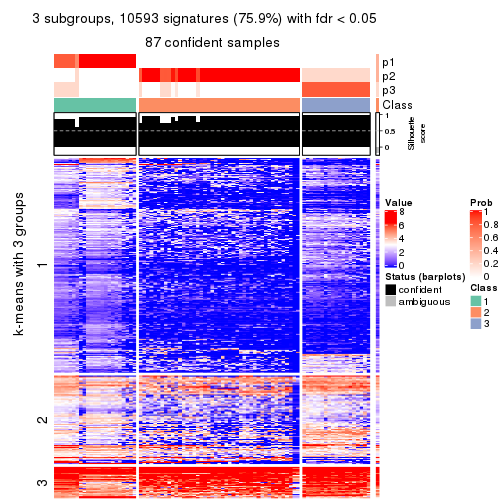 3 subgroups, 10593 signatures (75.9%) with fdr < 0.05
87 confident samples
p1
p2
p3
Class
1
0.5
0
Silhouette
score
k-means with 3 groups
1
2
3
Value
8
6
4
2
0
Status (barplots)
confident
ambiguous
Prob
1
0.8
0.6
0.4
0.2
0
Class
1
2
3